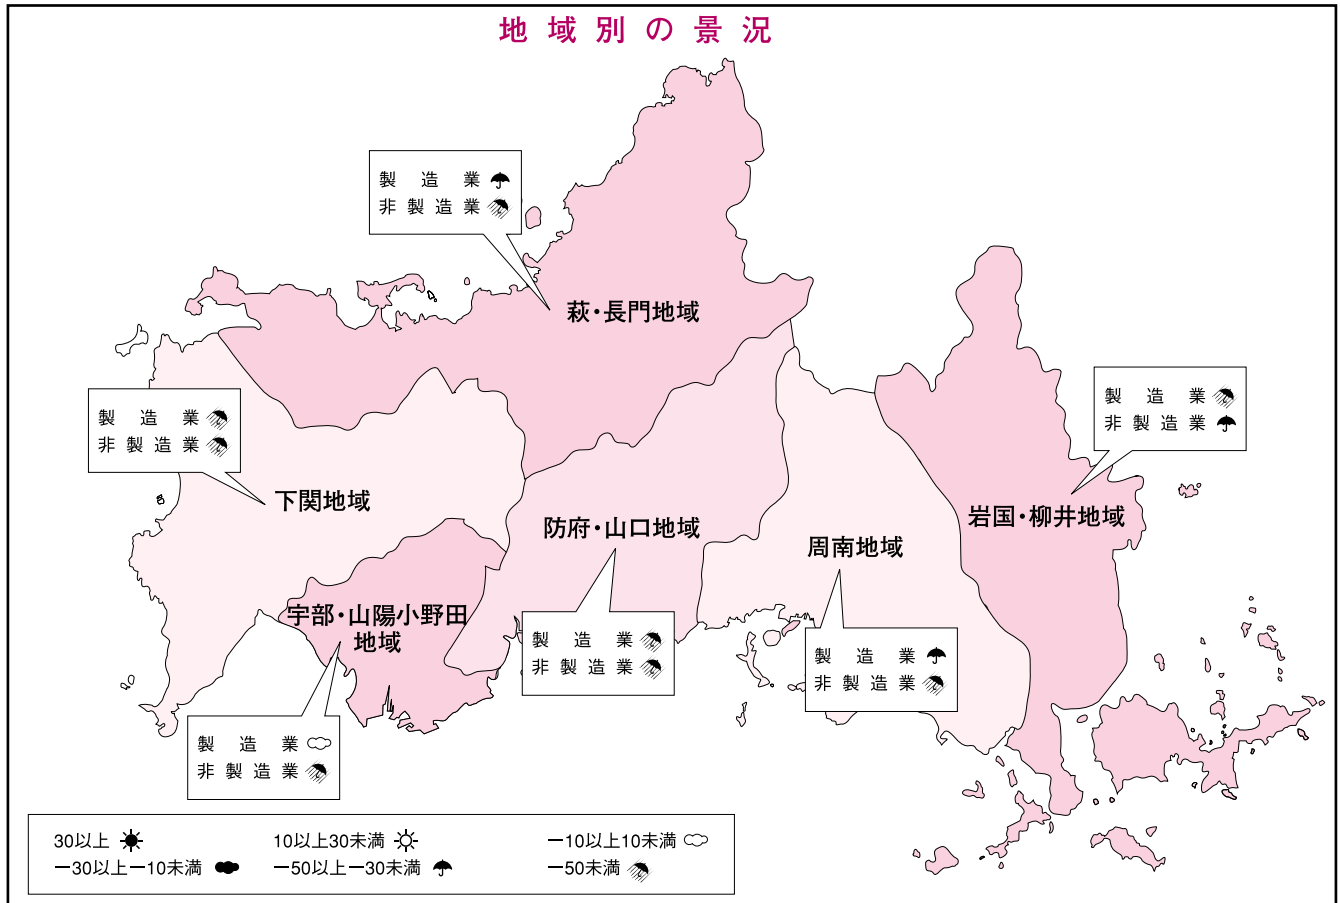 地域別の景況
製造業
非製造業
萩・長門地域
製造業
非製造業
下関地域
製造業
非製造業
岩国・柳井地域
防府・山口地域
製造業
非製造業
周南地域
製造業
非製造業
宇部・山陽小野田
地域
製造業
非製造業
30以上 10以上30未満 −10以上10未満
−30以上−10未満 −50以上−30未満 −50未満